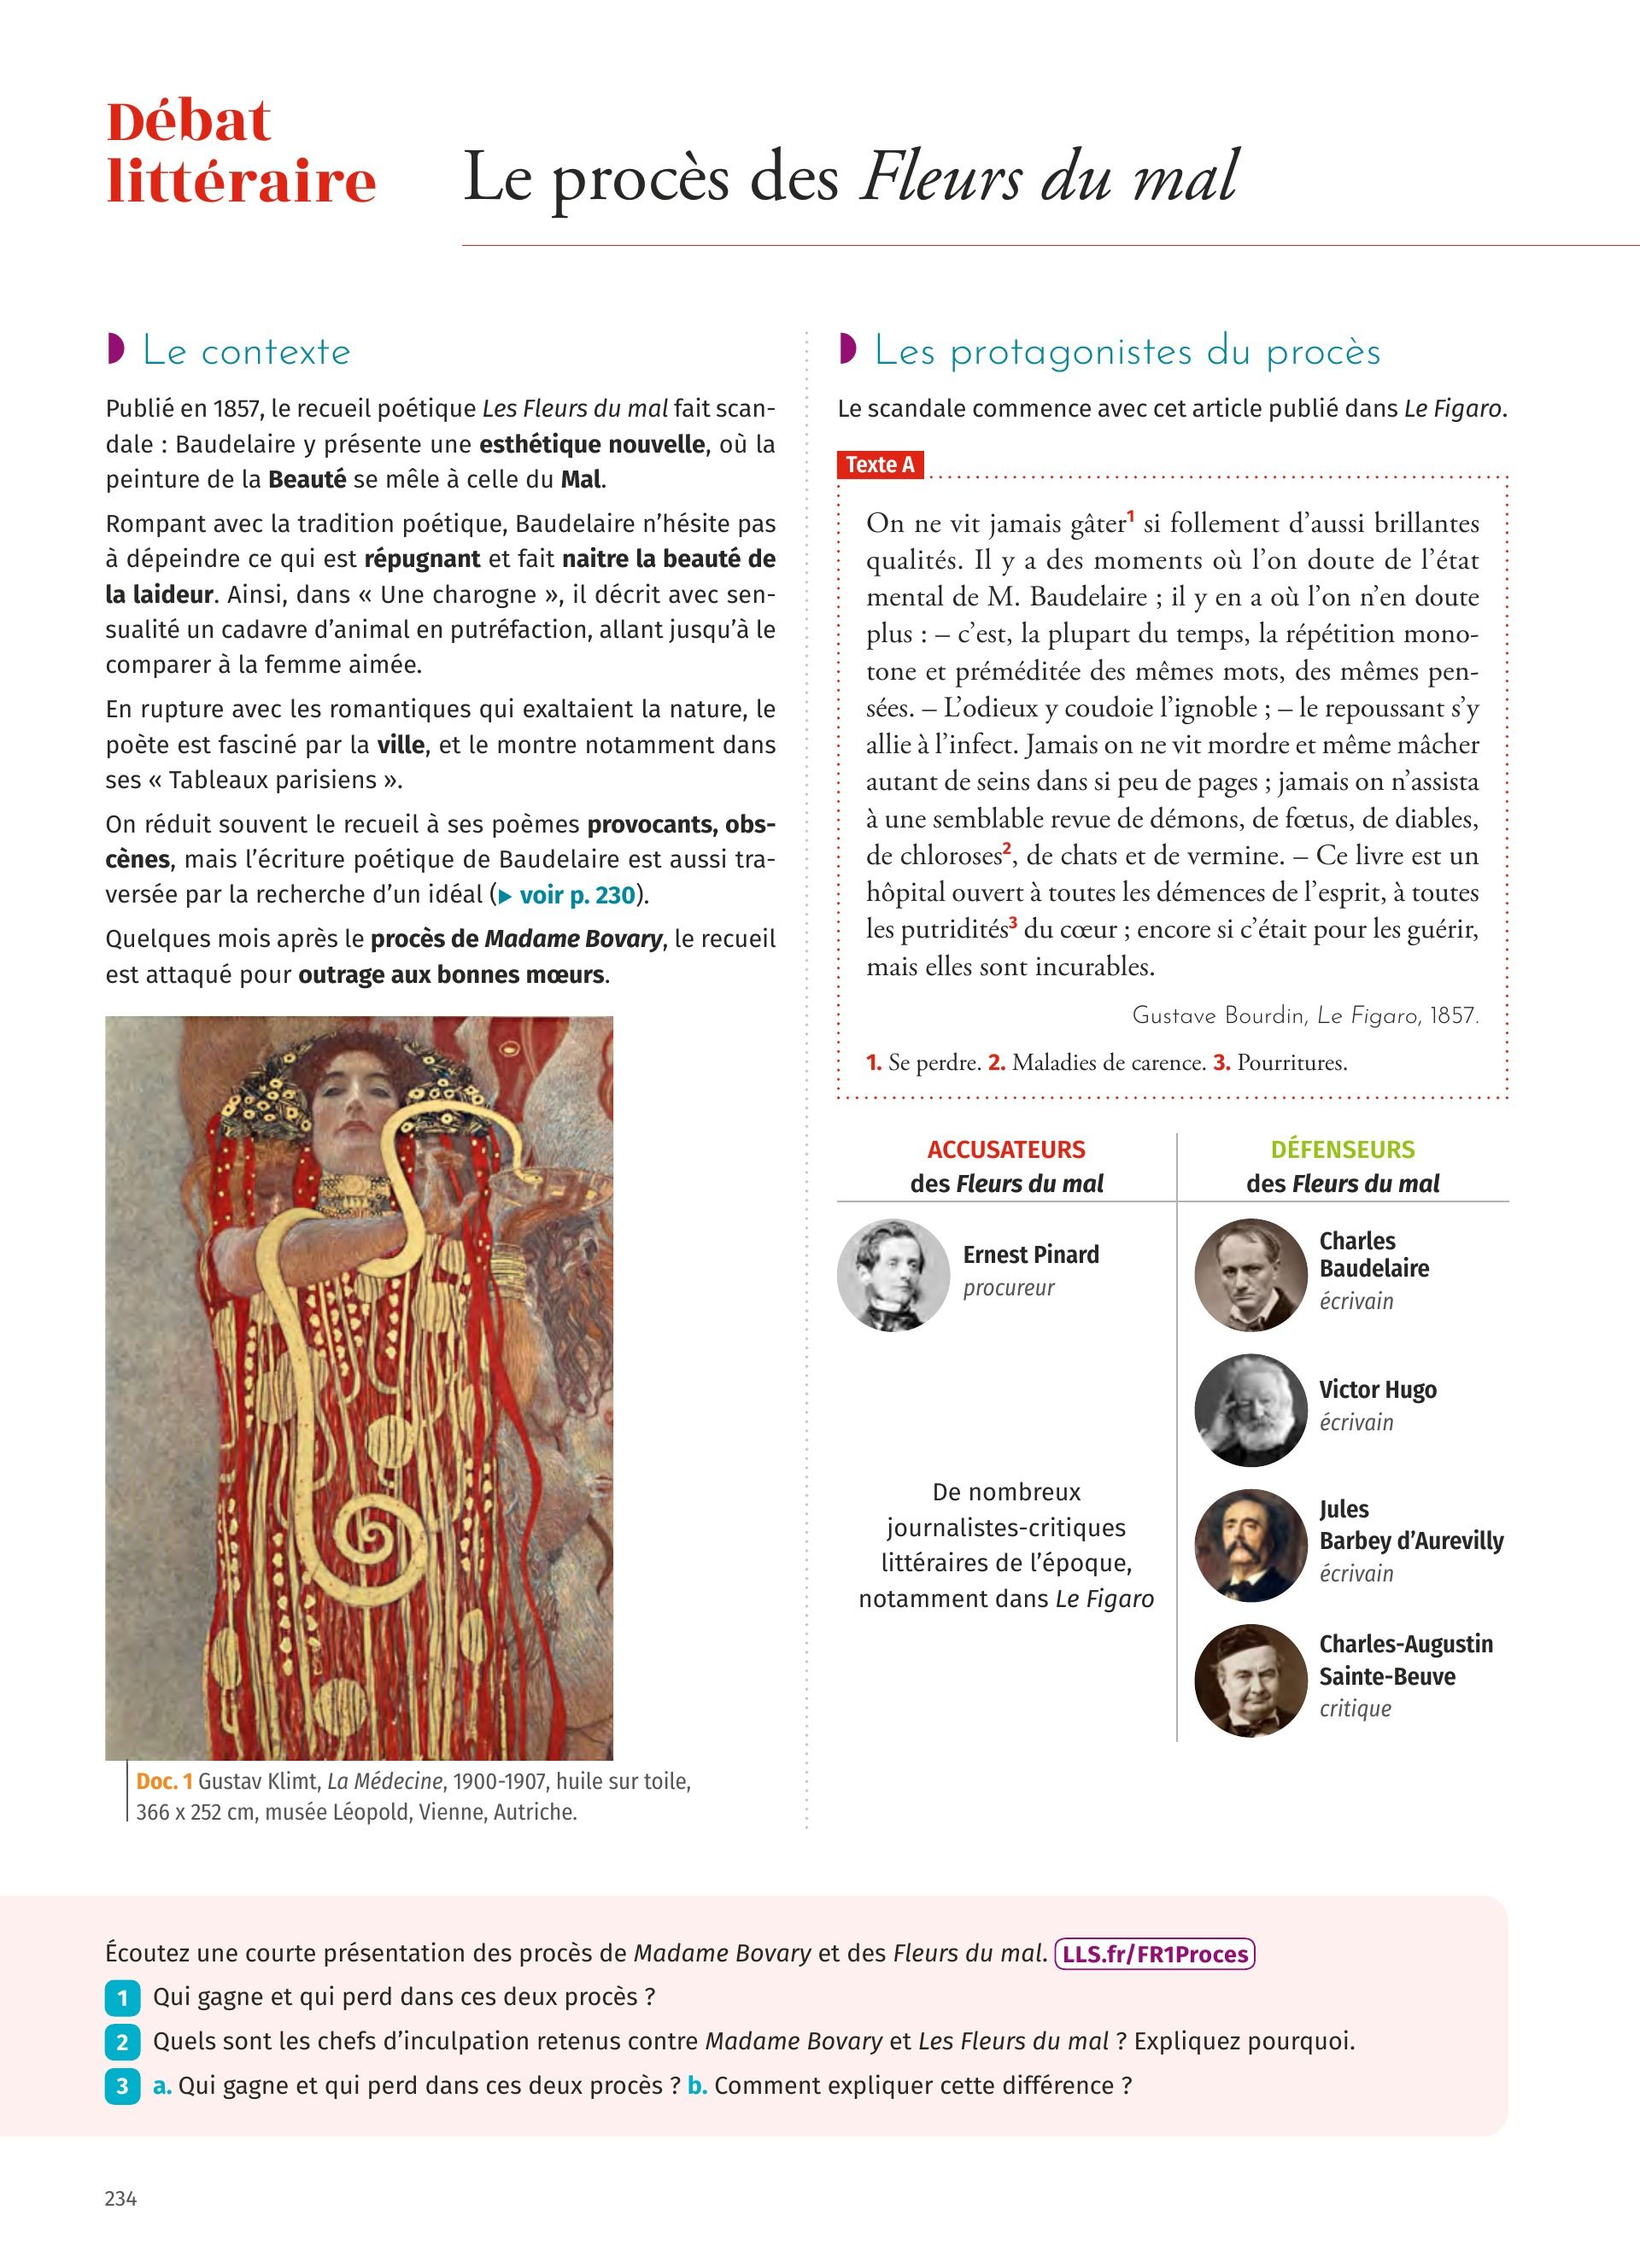 Débat
littéraire
Le procès des Fleurs du mal
Le contexte
Publié en 1857, le recueil poétique Les Fleurs du mal fait scan-
dale : Baudelaire y présente une esthétique nouvelle, où la
peinture de la Beauté se mêle à celle du Mal.
Rompant avec la tradition poétique, Baudelaire n’hésite pas
à dépeindre ce qui est répugnant et fait naitre la beauté de
la laideur. Ainsi, dans « Une charogne », il décrit avec sen-
sualité un cadavre d’animal en putréfaction, allant jusqu’à le
comparer à la femme aimée.
En rupture avec les romantiques qui exaltaient la nature, le
poète est fasciné par la ville, et le montre notamment dans
ses « Tableaux parisiens ».
On réduit souvent le recueil à ses poèmes provocants, obs-
cènes, mais l’écriture poétique de Baudelaire est aussi tra-
versée par la recherche d’un idéal (▶ voir p. 230).
Quelques mois après le procès de Madame Bovary, le recueil
est attaqué pour outrage aux bonnes mœurs.
Doc. 1 Gustav Klimt, La Médecine, 1900-1907, huile sur toile,
366 x 252 cm, musée Léopold, Vienne, Autriche.
Les protagonistes du procès
Le scandale commence avec cet article publié dans Le Figaro.
Texte A
On ne vit jamais gâter1 si follement d’aussi brillantes
qualités. Il y a des moments où l’on doute de l’état
mental de M. Baudelaire ; il y en a où l’on n’en doute
plus : – c’est, la plupart du temps, la répétition mono-
tone et préméditée des mêmes mots, des mêmes pen-
sées. – L’odieux y coudoie l’ignoble ; – le repoussant s’y
allie à l’infect. Jamais on ne vit mordre et même mâcher
autant de seins dans si peu de pages ; jamais on n’assista
à une semblable revue de démons, de fœtus, de diables,
de chloroses2, de chats et de vermine. – Ce livre est un
hôpital ouvert à toutes les démences de l’esprit, à toutes
les putridités3 du cœur ; encore si c’était pour les guérir,
mais elles sont incurables.
Gustave Bourdin, Le Figaro, 1857.
1. Se perdre. 2. Maladies de carence. 3. Pourritures.
ACCUSATEURS
des Fleurs du mal
Ernest Pinard
procureur
De nombreux
journalistes-critiques
littéraires de l’époque,
notamment dans Le Figaro
DÉFENSEURS
des Fleurs du mal
Charles
Baudelaire
écrivain
Victor Hugo
écrivain
Jules
Barbey d’Aurevilly
écrivain
Charles-Augustin
Sainte-Beuve
critique
Écoutez une courte présentation des procès de Madame Bovary et des Fleurs du mal. LLS.fr/FR1Proces
1 Qui gagne et qui perd dans ces deux procès ?
2 Quels sont les chefs d’inculpation retenus contre Madame Bovary et Les Fleurs du mal ? Expliquez pourquoi.
3 a. Qui gagne et qui perd dans ces deux procès ? b. Comment expliquer cette différence ?
234